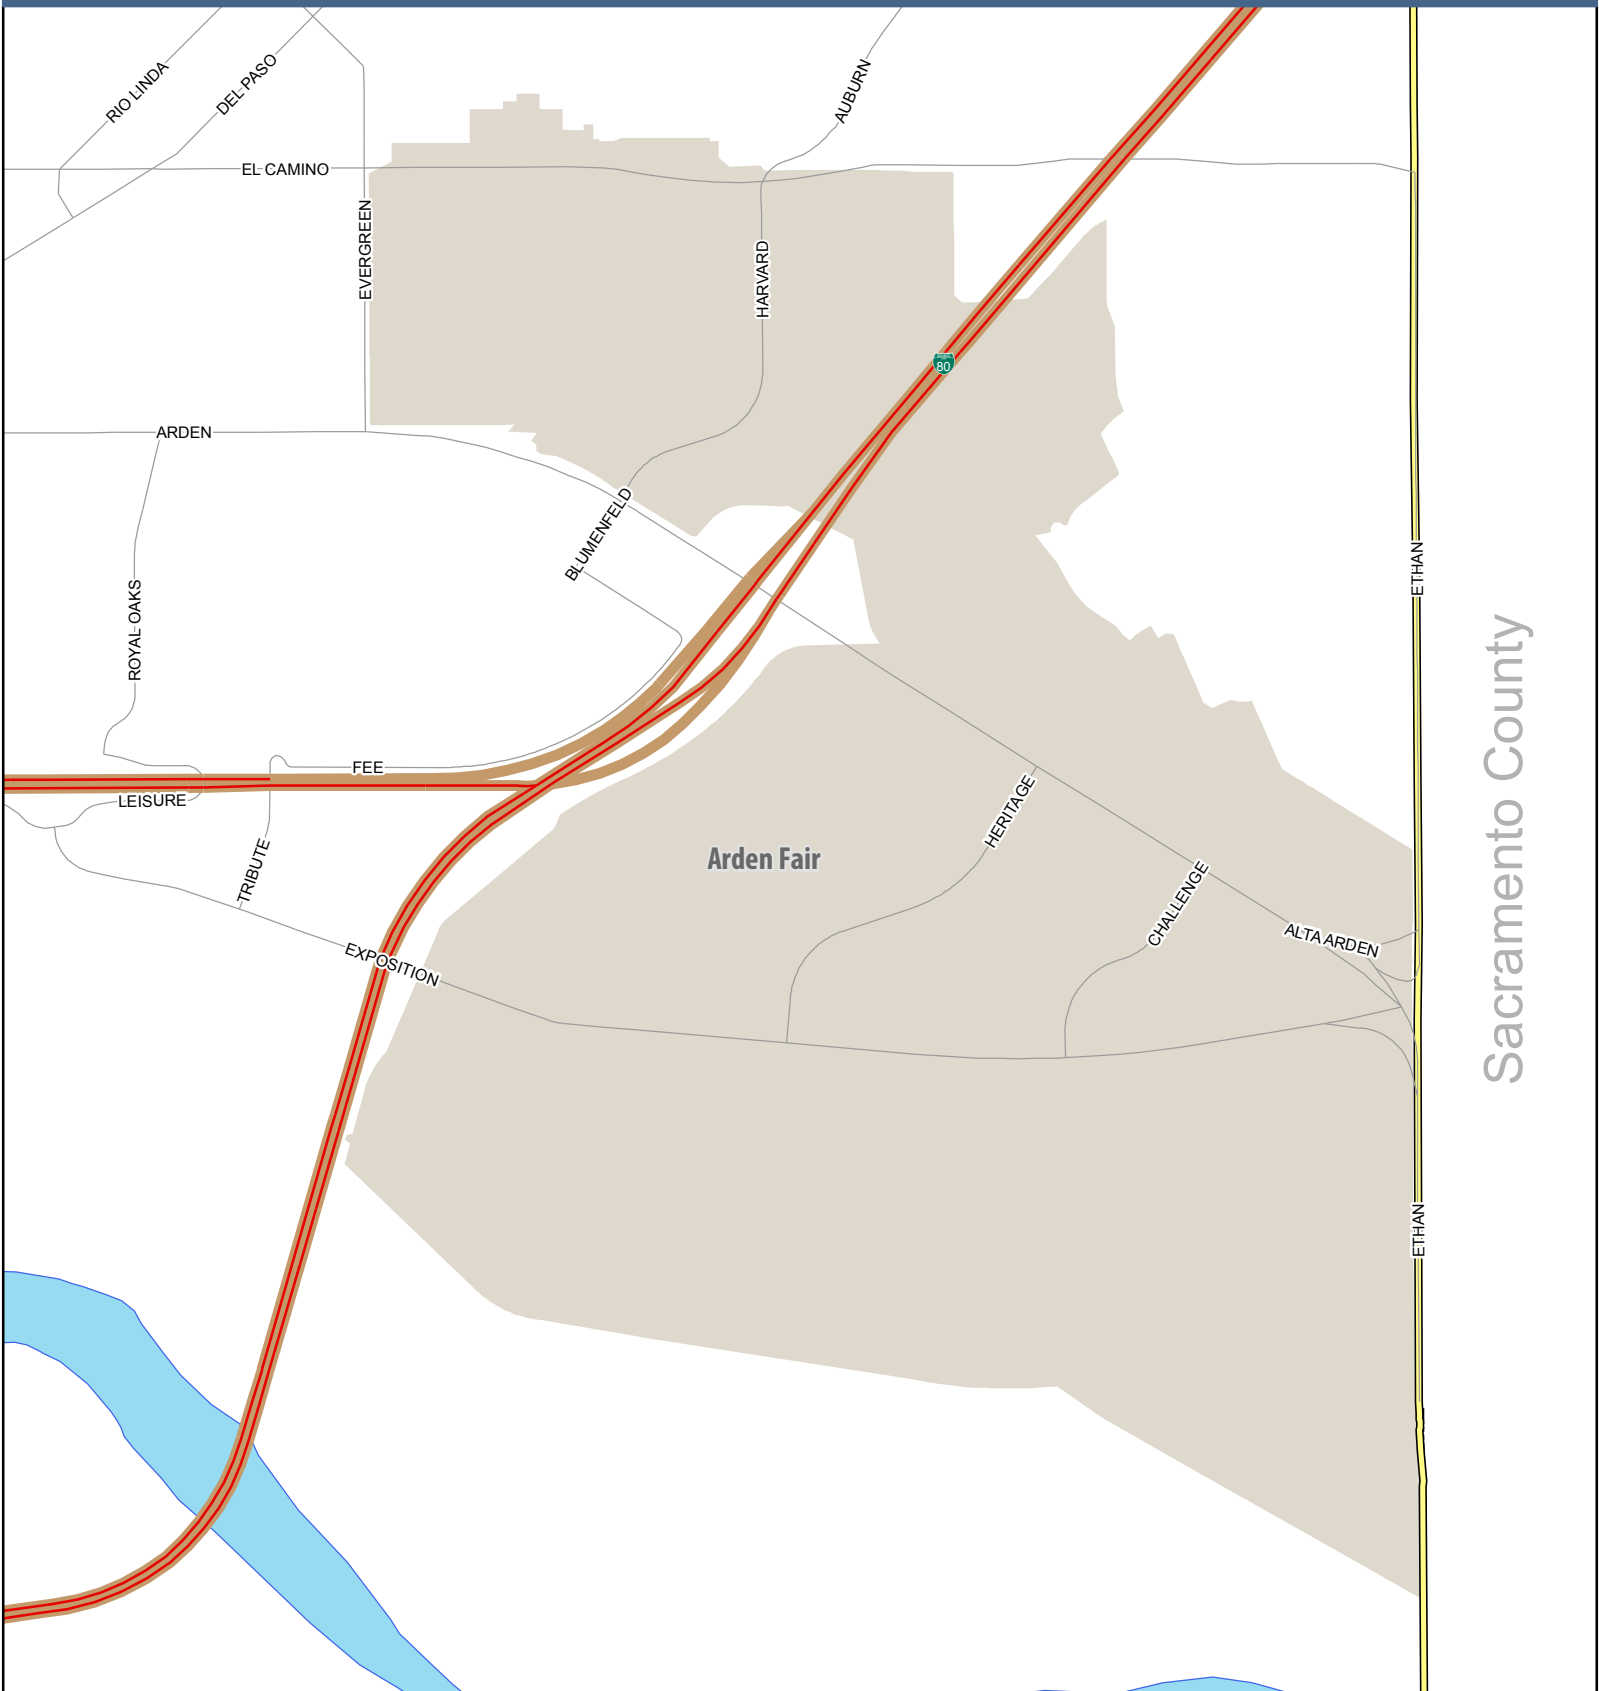 RIO LINDA
DEL PASO
AUBURN
EL CAMINO
EVERGREEN
HARVARD
80
ARDEN
BLUMENFELD
ETHAN
ROYAL OAKS
Sacramento County
FEE
LEISURE
HERITAGE
Arden Fair
TRIBUTE
CHALLENGE
ALTA ARDEN
EXPOSITION
ETHAN